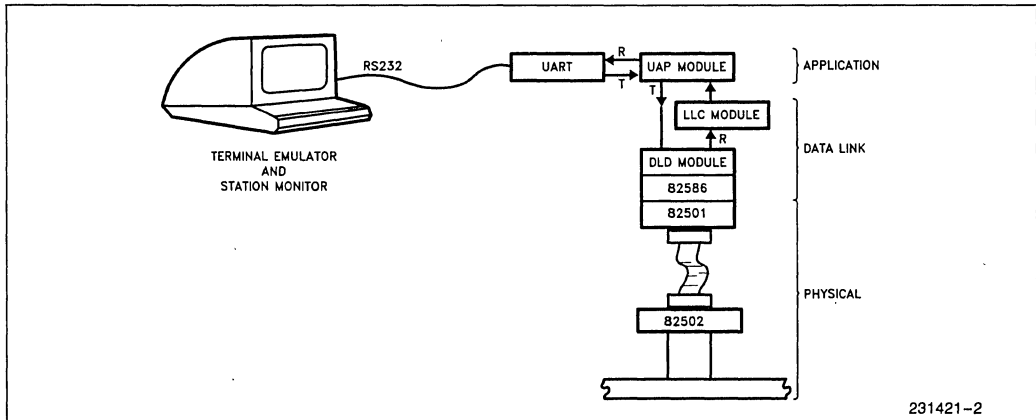 RS232
UART
R
T
UAP MODULE
APPLICATION
T
LLC MODULE
R
DATA LINK
DLD MODULE
82586
82501
TERMINAL EMULATOR
AND
STATION MONITOR
PHYSICAL
82502
231421-2